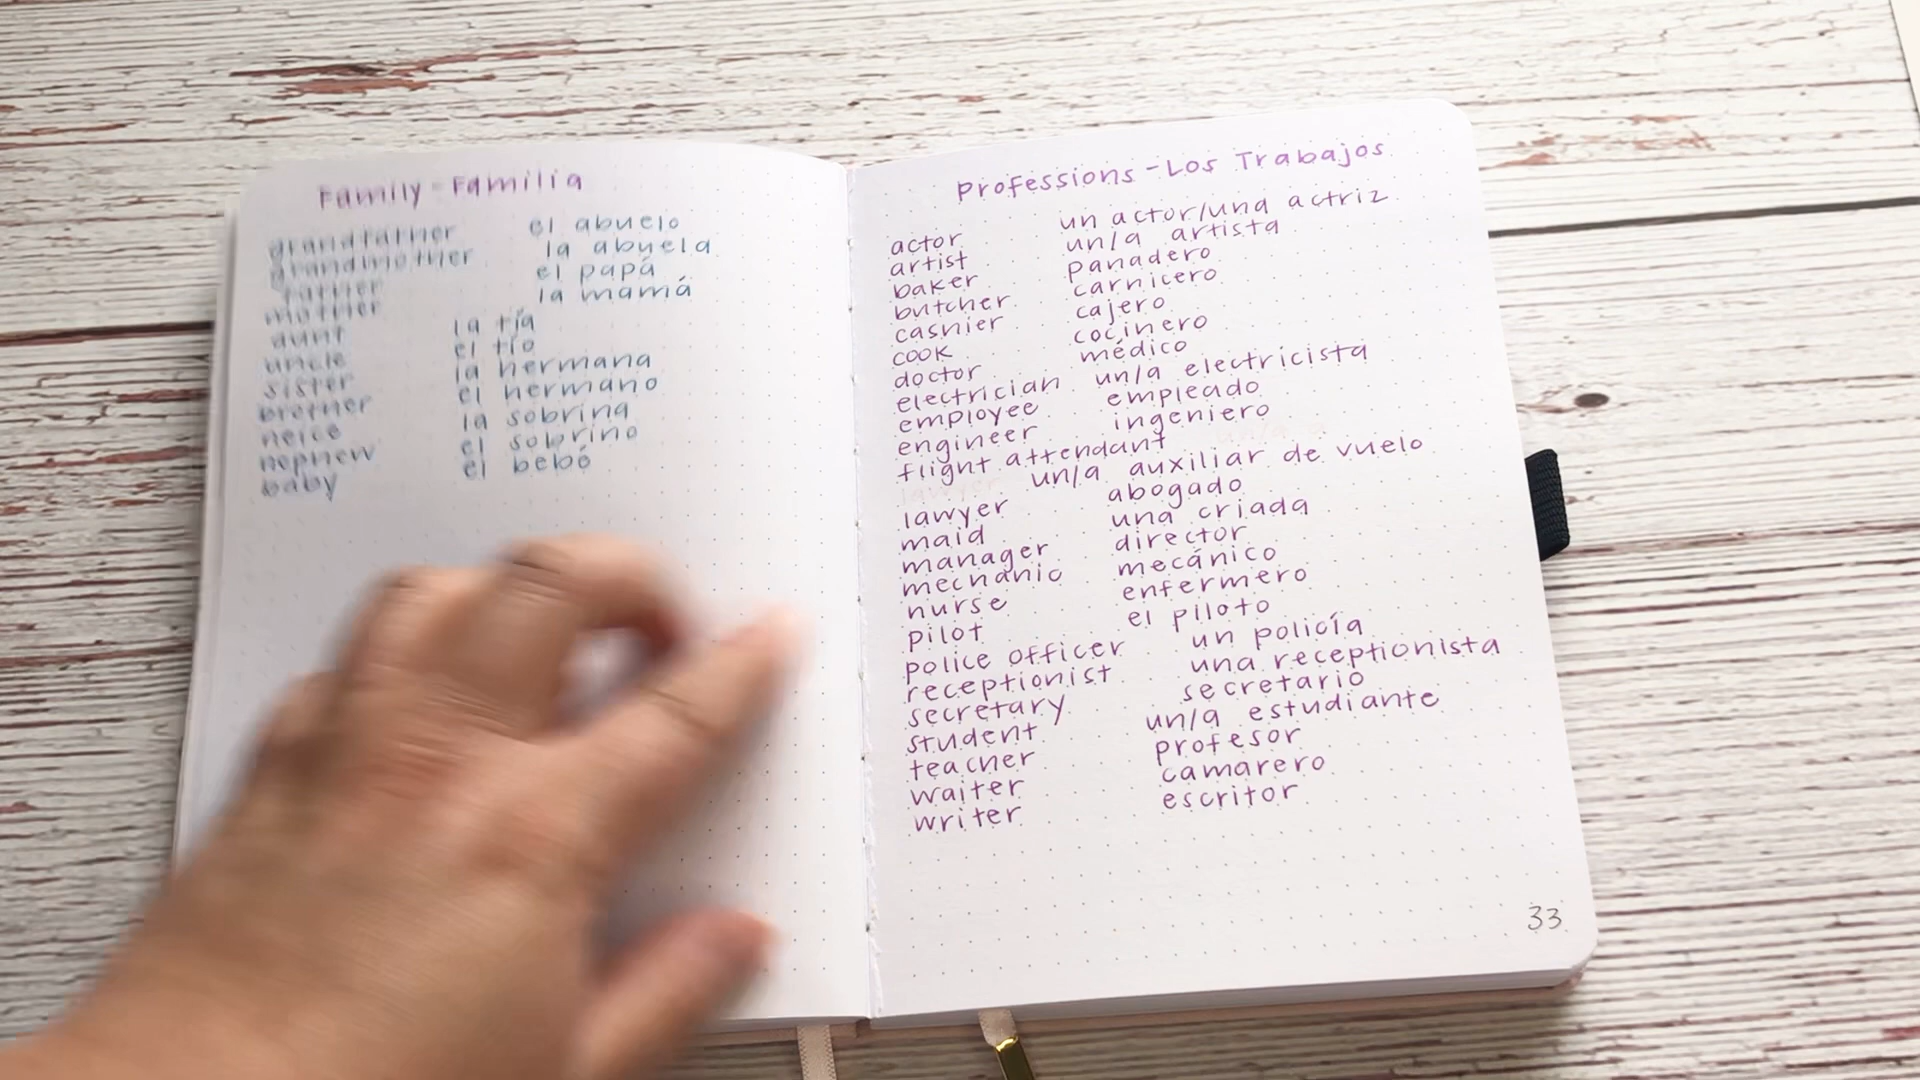 Family - Familia
grandfather el abuelo
grandmother la abuela
father el papá
mother la mamá
aunt la tía
uncle el tío
sister la hermana
brother el hermano
neice la sobrina
nephew el sobrino
baby el bebé
Professions - Los Trabajos
actor un actor/una actriz
artist un/a artista
baker panadero
butcher carnicero
cashier cajero
cook cocinero
doctor médico
electrician un/a electricista
employee empleado
engineer ingeniero
flight attendant
un/a auxiliar de vuelo
lawyer abogado
maid una criada
manager director
mechanic mecánico
nurse enfermero
pilot el piloto
police officer un policía
receptionist una receptionista
secretary secretario
student un/a estudiante
teacher profesor
waiter camarero
writer escritor
33